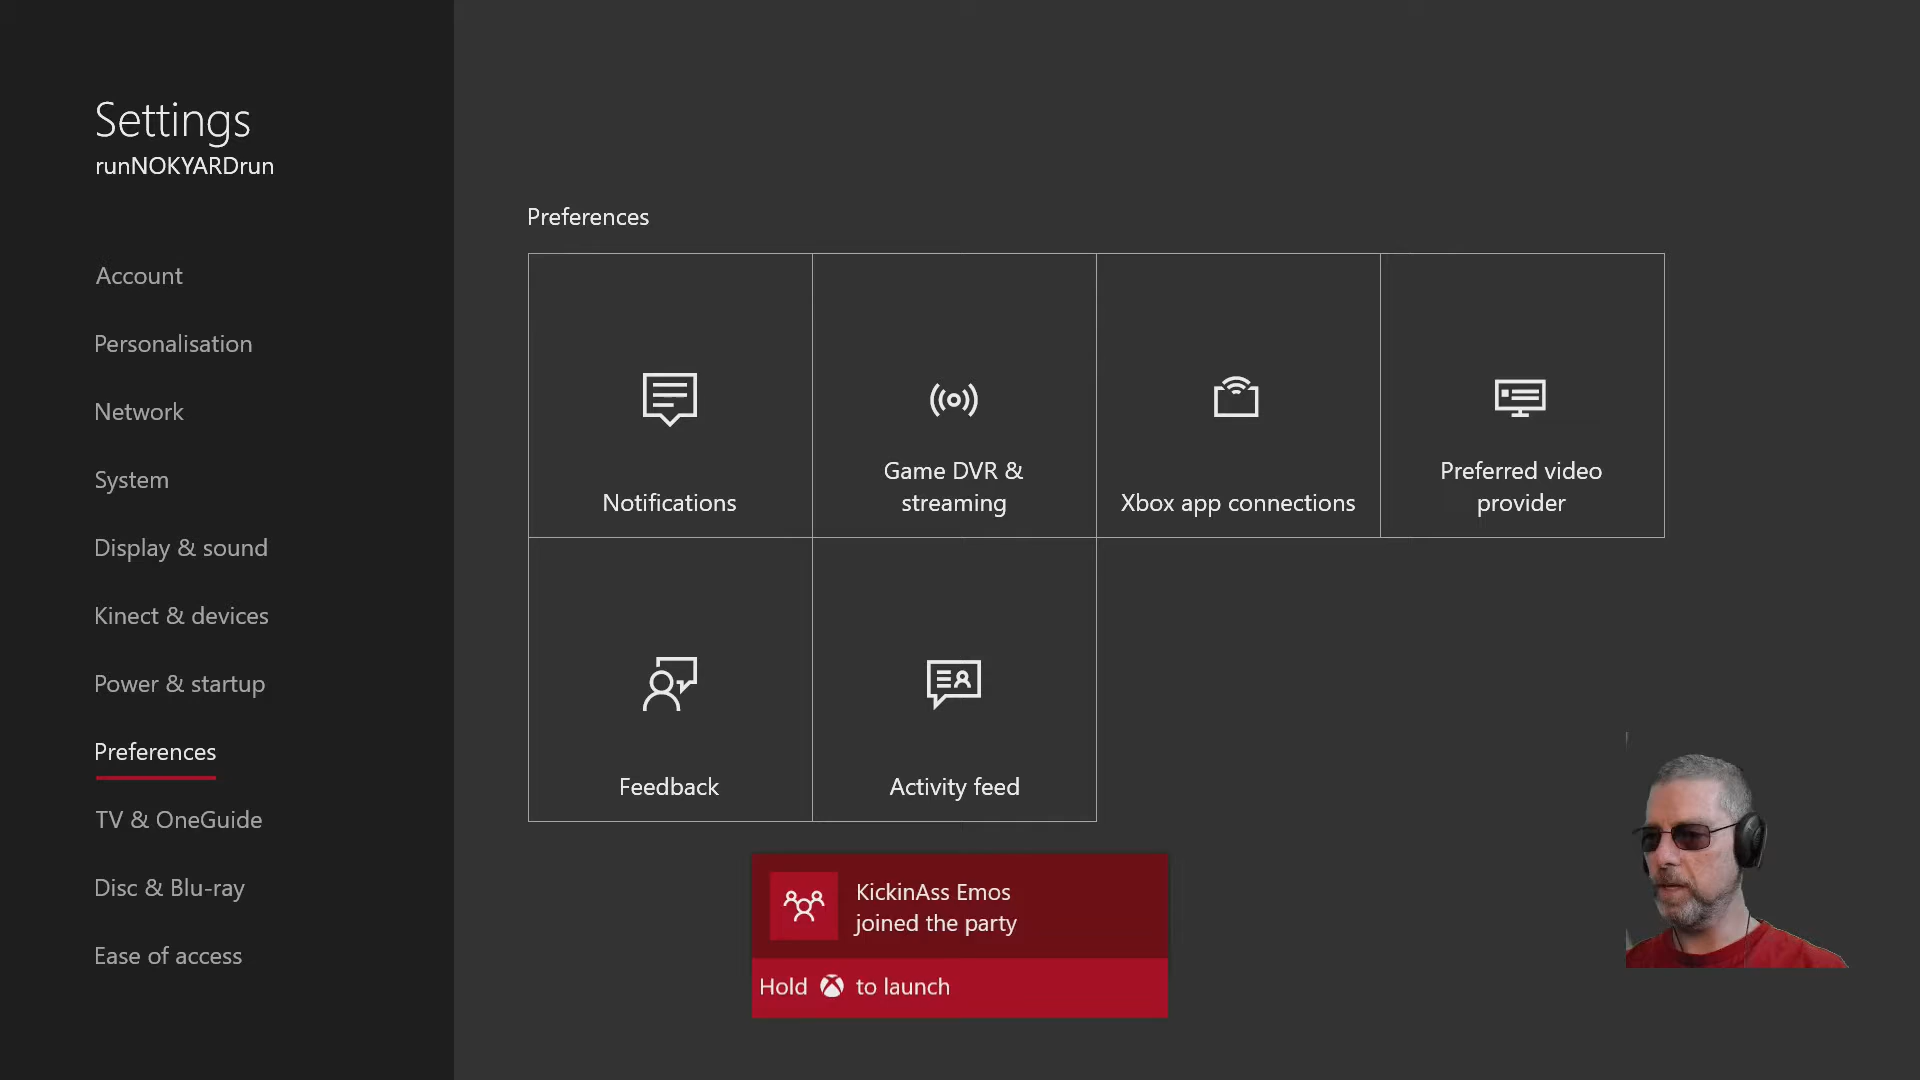 Settings
runNOKYARDrun
Account
Personalisation
Network
System
Display & sound
Kinect & devices
Power & startup
Preferences
TV & OneGuide
Disc & Blu-ray
Ease of access
Preferences
Notifications
Game DVR &
streaming
Xbox app connections
Preferred video
provider
Feedback
Activity feed
KickinAss Emos
joined the party
Hold to launch